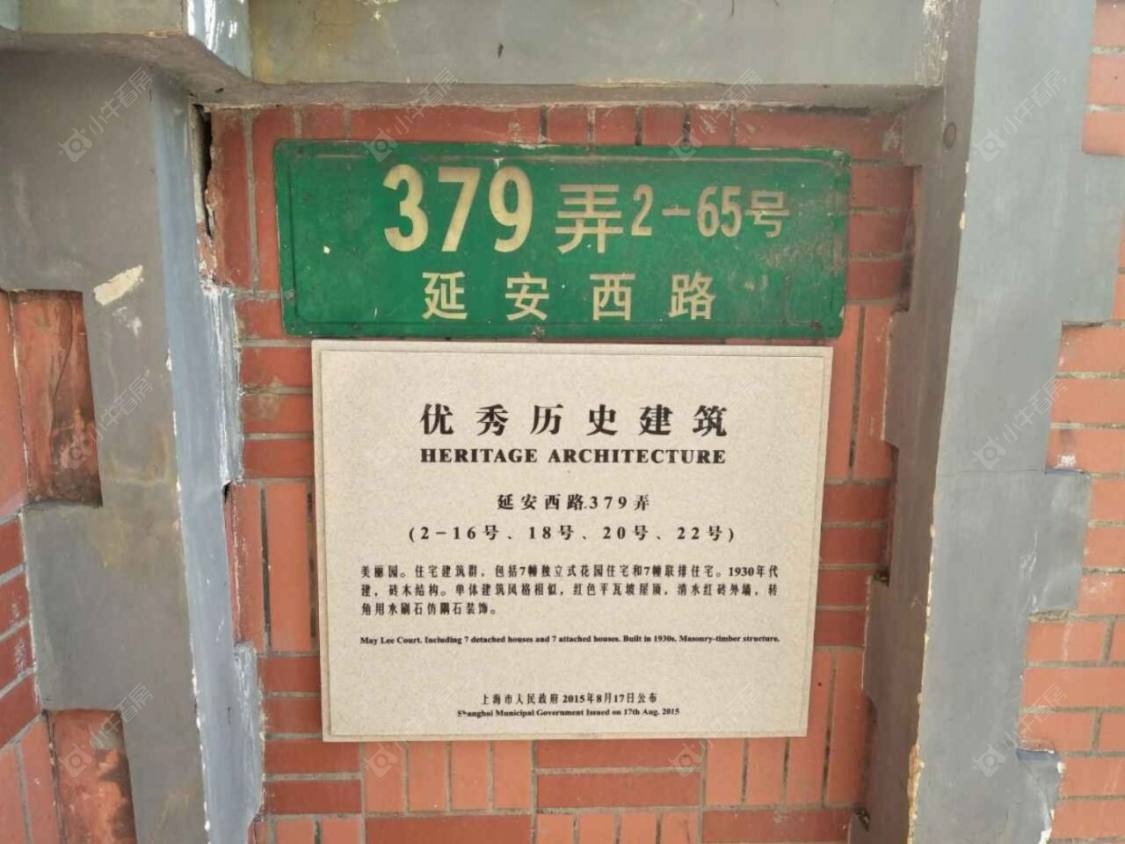 379弄2-65号
延安西路
优秀历史建筑
HERITAGE ARCHITECTURE
延安西路379弄
(2-16号、18号、20号、22号)
美丽园。住宅建筑群，包括7幢独立式花园住宅和7幢联排住宅。1930年代
建，砖木结构。单体建筑风格相似，红色平瓦坡屋顶，清水红砖外墙，转
角用水刷石仿隅石装饰。
May Lee Court. Including 7 detached houses and 7 attached houses. Built in 1930s. Masonry-timber structure.
上海市人民政府 2015年8月17日公布
Shanghai Municipal Government Issued on 17th Aug. 2015
小牛看房